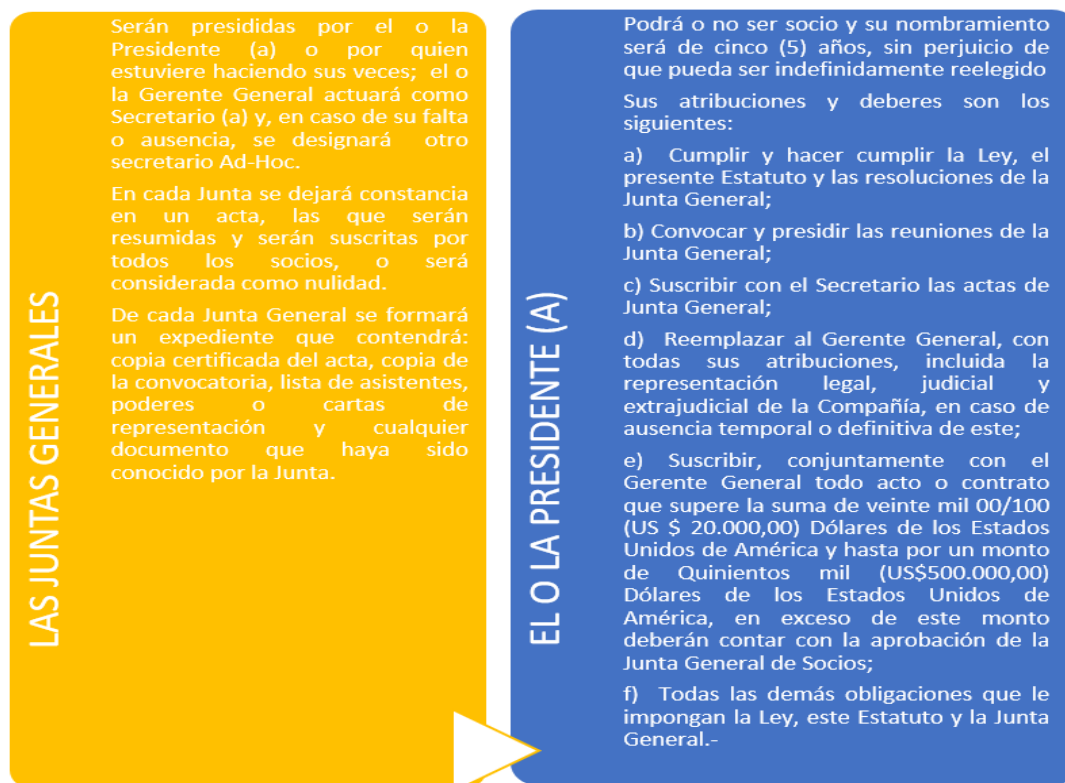 LAS JUNTAS GENERALES
Serán presididas por el o la
Presidente (a) o por quien
estuviere haciendo sus veces; el o
la Gerente General actuará como
Secretario (a) y, en caso de su falta
o ausencia, se designará otro
secretario Ad-Hoc.
En cada Junta se dejará constancia
en un acta, las que serán
resumidas y serán suscritas por
todos los socios, o será
considerada como nulidad.
De cada Junta General se formará
un expediente que contendrá:
copia certificada del acta, copia de
la convocatoria, lista de asistentes,
poderes o cartas de
representación y cualquier
documento que haya sido
conocido por la Junta.
EL O LA PRESIDENTE (A)
Podrá o no ser socio y su nombramiento
será de cinco (5) años, sin perjuicio de
que pueda ser indefinidamente reelegido
Sus atribuciones y deberes son los
siguientes:
a) Cumplir y hacer cumplir la Ley, el
presente Estatuto y las resoluciones de la
Junta General;
b) Convocar y presidir las reuniones de la
Junta General;
c) Suscribir con el Secretario las actas de
Junta General;
d) Reemplazar al Gerente General, con
todas sus atribuciones, incluida la
representación legal, judicial y
extrajudicial de la Compañía, en caso de
ausencia temporal o definitiva de este;
e) Suscribir, conjuntamente con el
Gerente General todo acto o contrato
que supere la suma de veinte mil 00/100
(US $ 20.000,00) Dólares de los Estados
Unidos de América y hasta por un monto
de Quinientos mil (US$500.000,00)
Dólares de los Estados Unidos de
América, en exceso de este monto
deberán contar con la aprobación de la
Junta General de Socios;
f) Todas las demás obligaciones que le
impongan la Ley, este Estatuto y la Junta
General.-